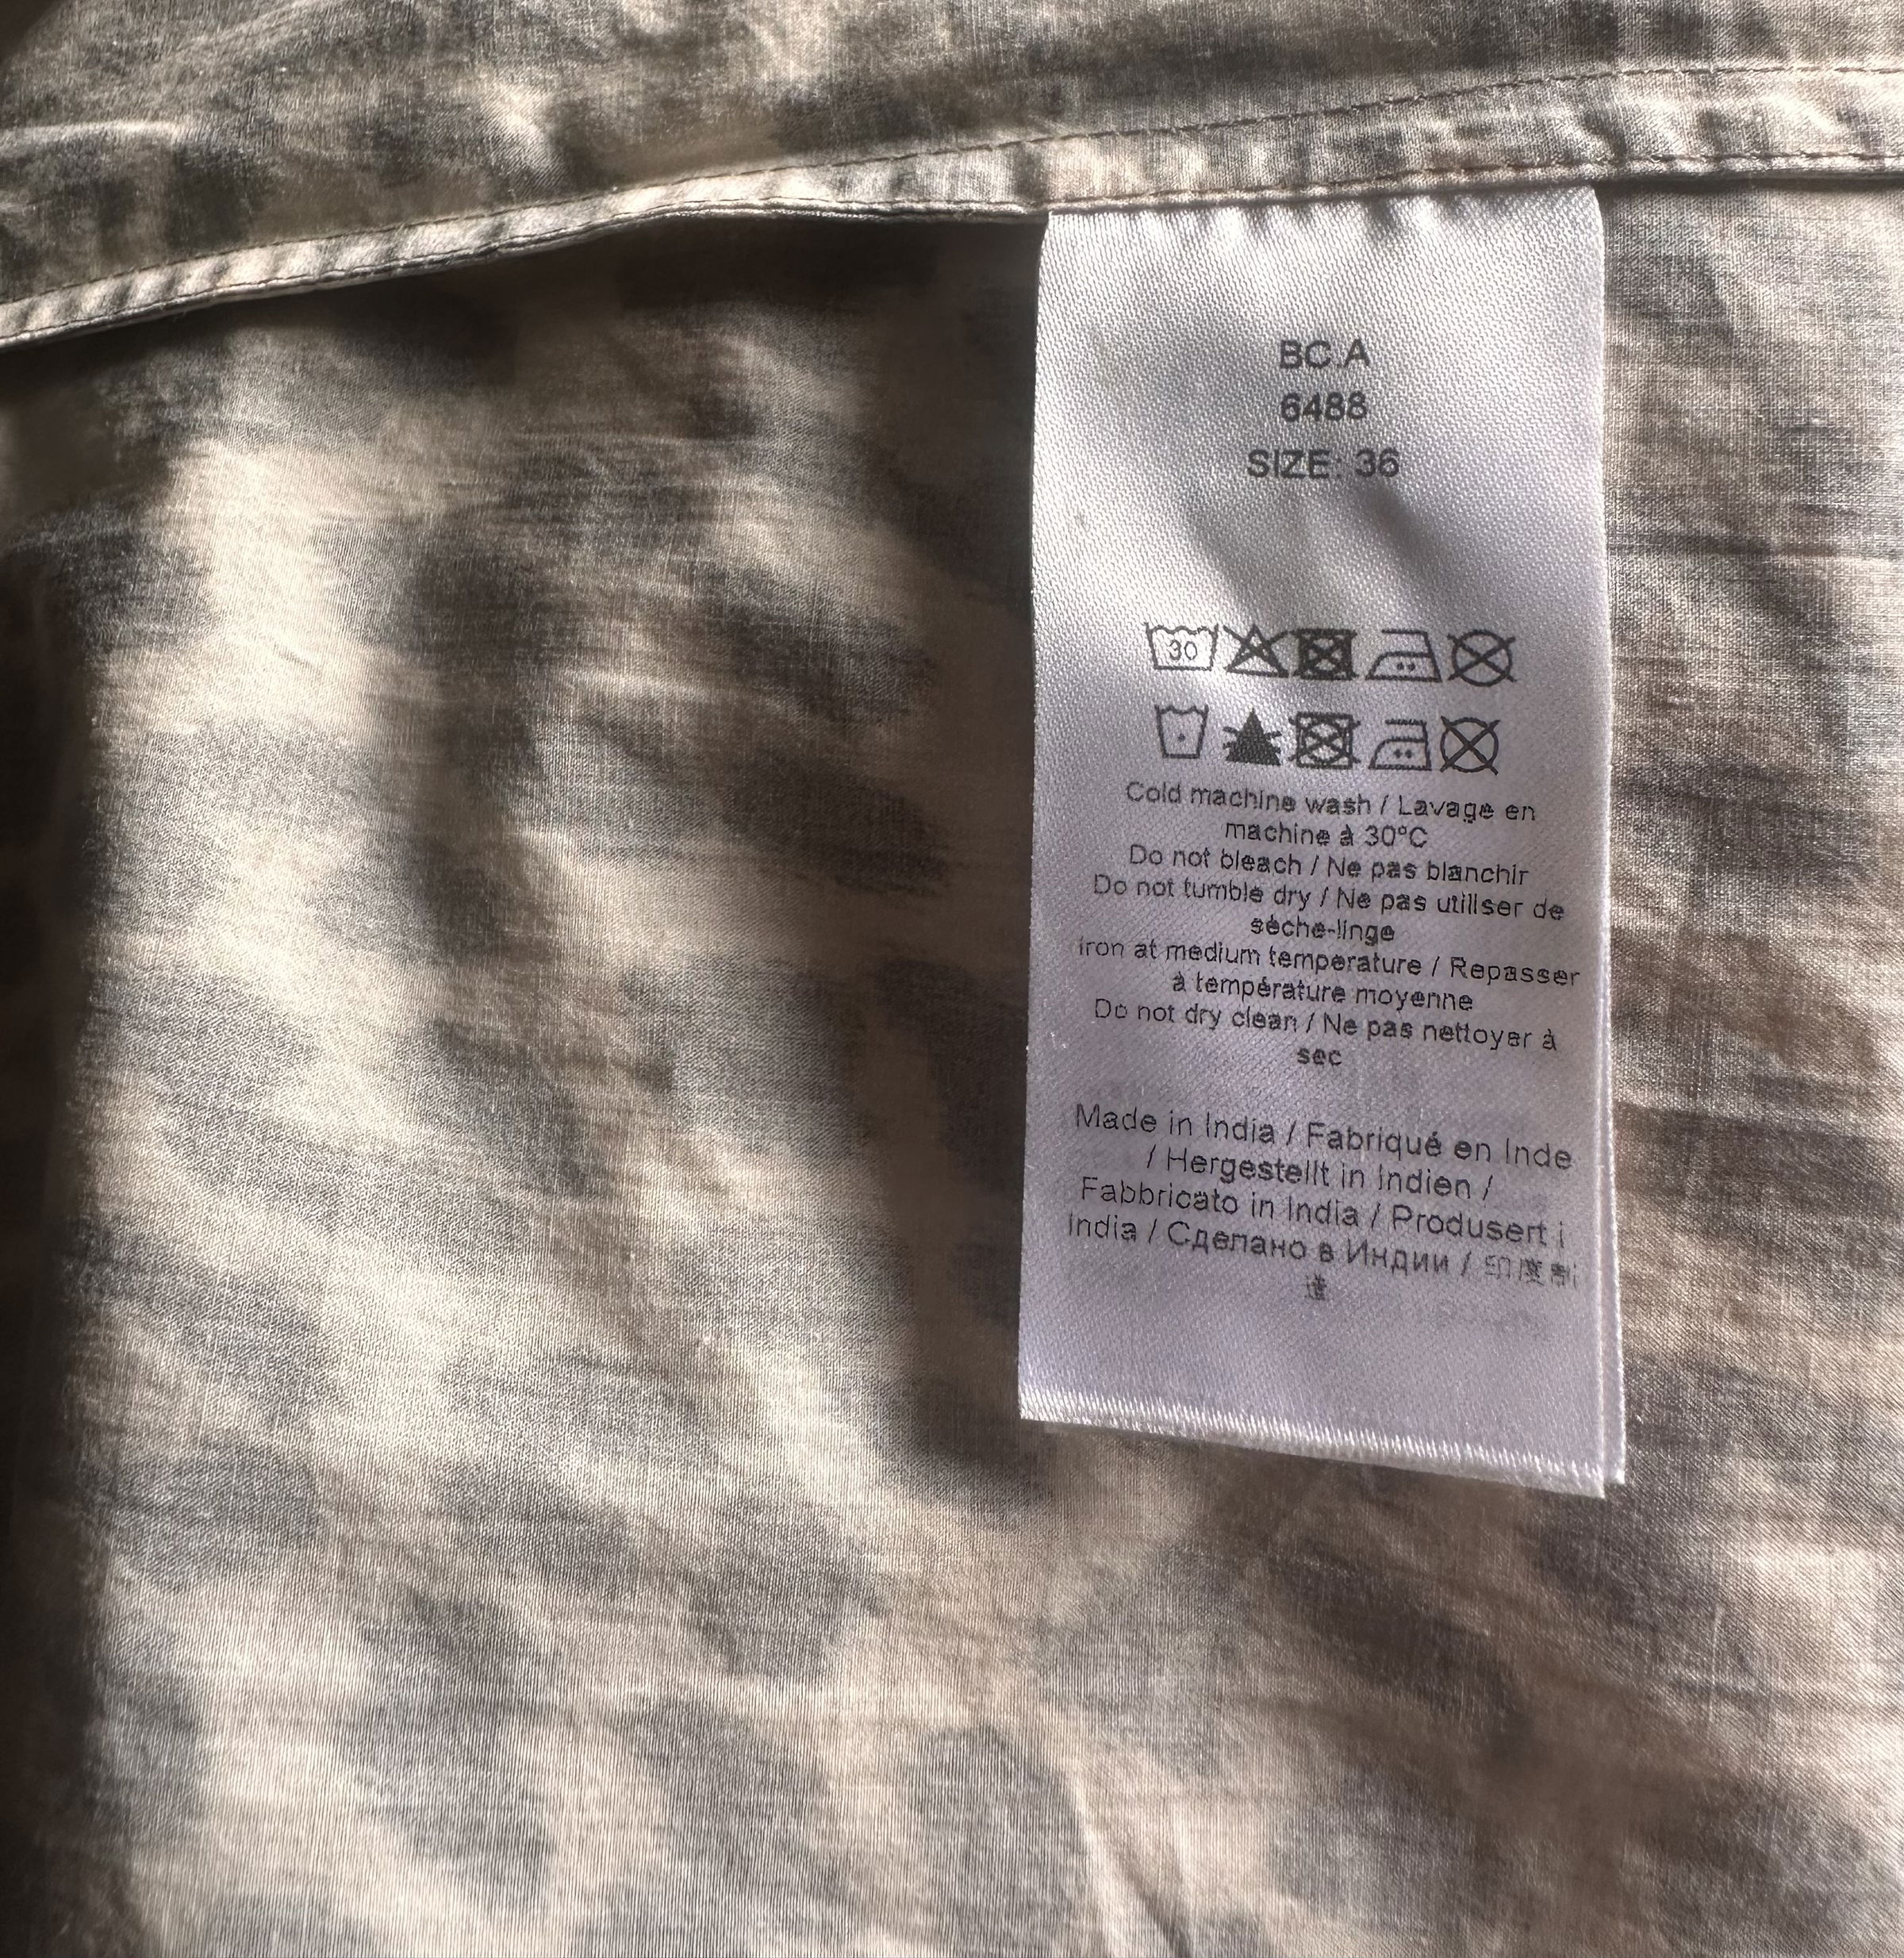 BC.A
6488
SIZE: 36
30
Cold machine wash / Lavage en
machine à 30°C
Do not bleach / Ne pas blanchir
Do not tumble dry / Ne pas utiliser de
sèche-linge
Iron at medium temperature / Repasser
à température moyenne
Do not dry clean / Ne pas nettoyer à
sec
Made in India / Fabriqué en Inde
/ Hergestellt in Indien /
Fabbricato in India / Produsert i
India / Сделано в Индии / 印度制
造